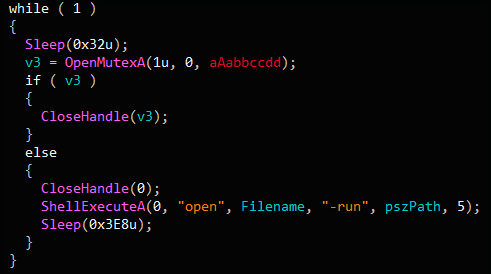 while ( 1 )
{
  Sleep(0x32u);
  v3 = OpenMutexA(1u, 0, aAabbccdd);
  if ( v3 )
  {
    CloseHandle(v3);
  }
  else
  {
    CloseHandle(0);
    ShellExecuteA(0, "open", Filename, "-run", pszPath, 5);
    Sleep(0x3E8u);
  }
}